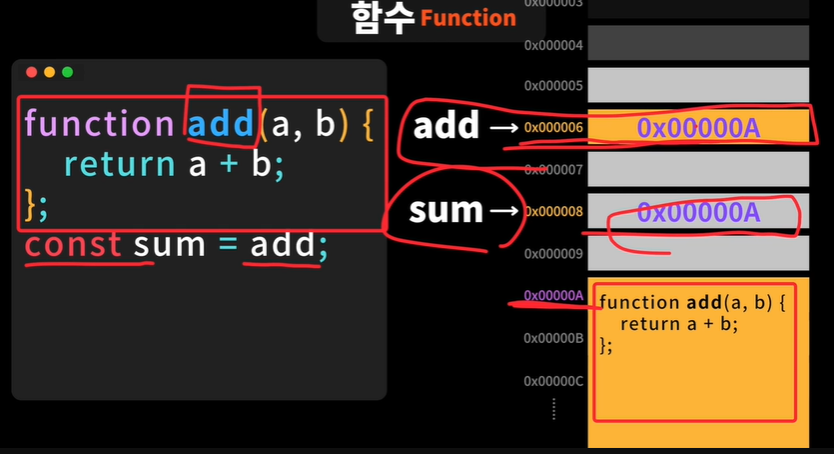 함수 Function
function add(a, b) {
return a + b;
};
const sum = add;
0x000003
0x000004
0x000005
add → 0x000006 0x00000A
0x000007
sum → 0x000008 0x00000A
0x000009
0x00000A
function add(a, b) {
return a + b;
};
0x00000B
0x00000C